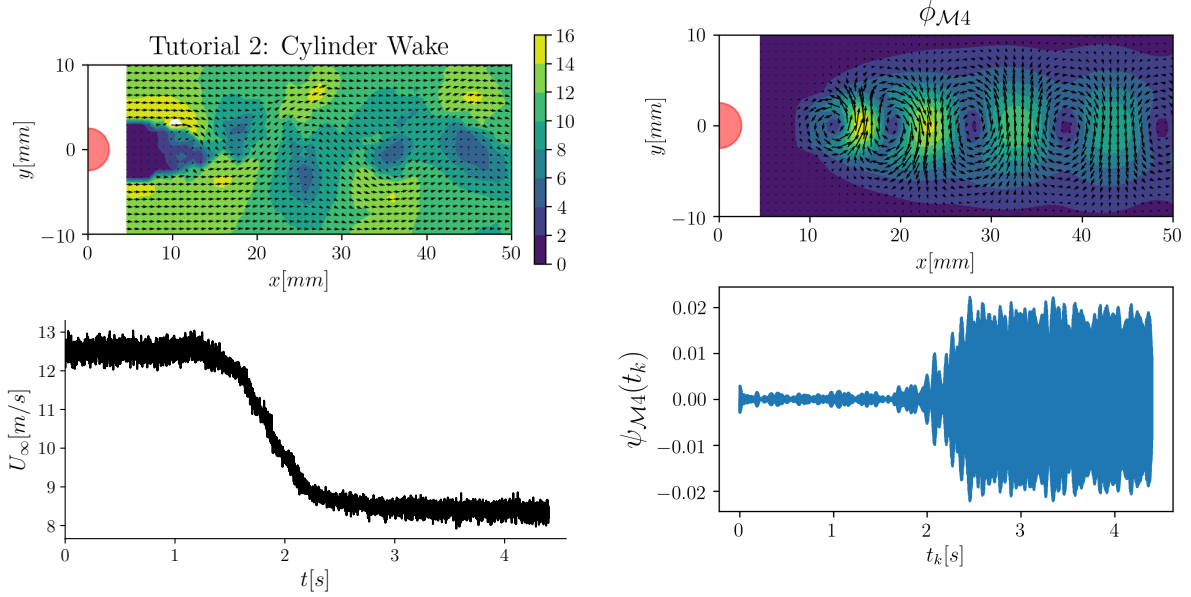 Tutorial 2: Cylinder Wake
10
0
−10
y[mm]
0 10 20 30 40 50
x[mm]
16
14
12
10
8
6
4
2
0
ϕ_ℳ4
10
0
−10
y[mm]
0 10 20 30 40 50
x[mm]
13
12
11
10
9
8
U_∞[m/s]
0 1 2 3 4
t[s]
0.02
0.01
0.00
−0.01
−0.02
ψ_ℳ4(t_k)
0 1 2 3 4
t_k[s]